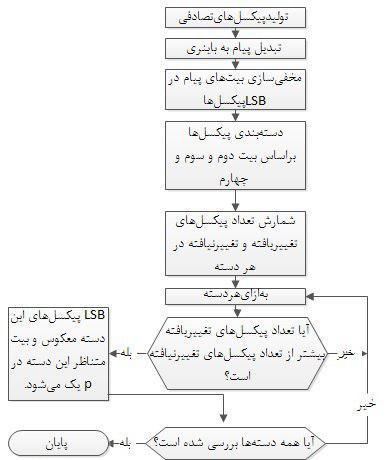 تولیدپیکسل‌های‌تصادفی
تبدیل پیام به باینری
مخفی‌سازی بیت‌های پیام در
LSBپیکسل‌ها
دسته‌بندی پیکسل‌ها
براساس بیت دوم و سوم و
چهارم
شمارش تعداد پیکسل‌های
تغییریافته و تغییرنیافته در
هر دسته
به‌ازای‌هردسته
آیا تعداد پیکسل‌های تغییریافته
بیشتر از تعداد پیکسل‌های تغییرنیافته
است؟
خیر
بله
LSB پیکسل‌های این
دسته معکوس و بیت
متناظر این دسته در
p یک می‌شود.
خیر
آیا همه دسته‌ها بررسی شده است؟
بله
پایان